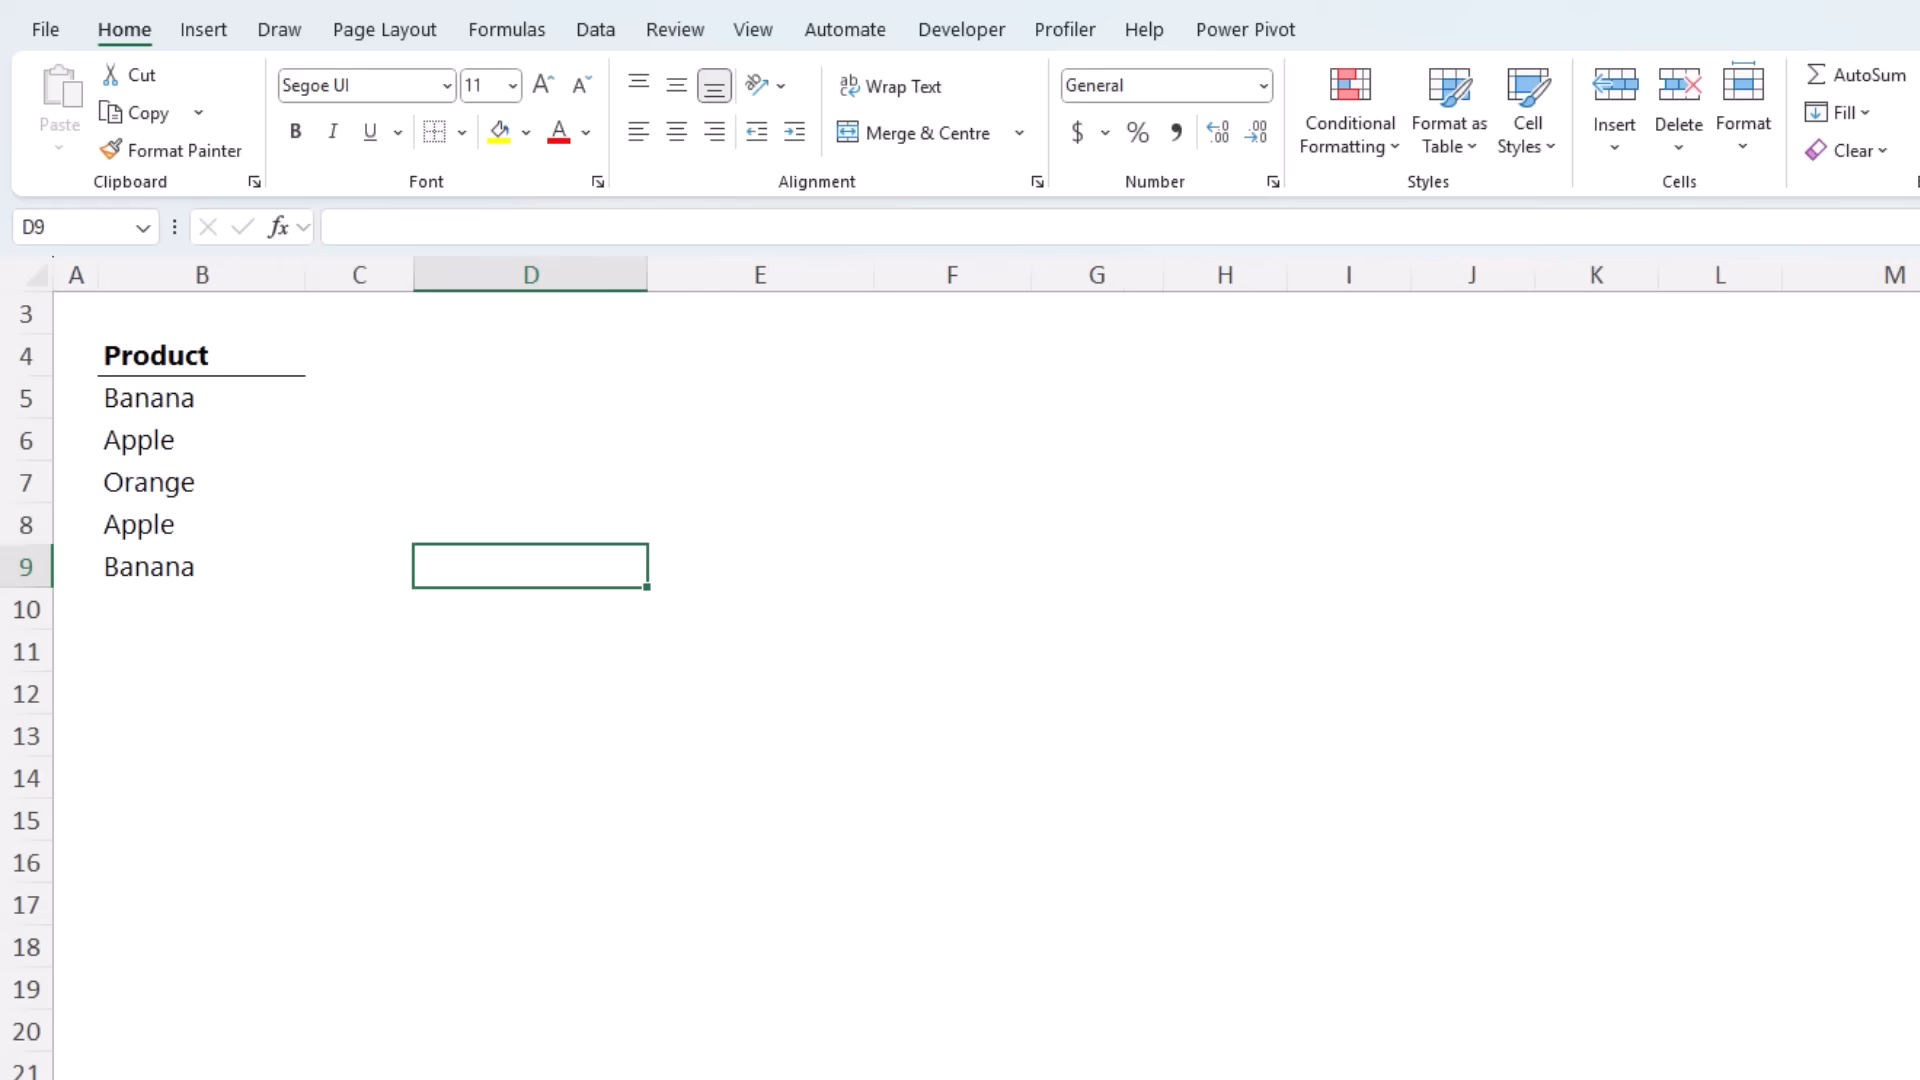 File Home Insert Draw Page Layout Formulas Data Review View Automate Developer Profiler Help Power Pivot
Paste
Cut
Copy
Format Painter
Clipboard
Segoe UI 11 A A
B I U A
Font
ab Wrap Text
Merge & Centre
Alignment
General
$ % ,
Number
Conditional Formatting
Format as Table
Cell Styles
Styles
Insert Delete Format
Cells
AutoSum
Fill
Clear
D9 fx
A B C D E F G H I J K L M
3
4 Product
5 Banana
6 Apple
7 Orange
8 Apple
9 Banana
10
11
12
13
14
15
16
17
18
19
20
21